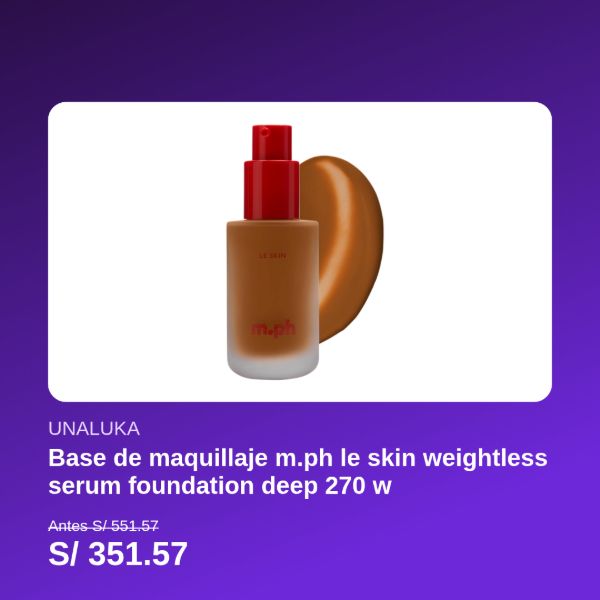 LE SKIN
m.ph
UNALUKA
Base de maquillaje m.ph le skin weightless
serum foundation deep 270 w
Antes S/ 551.57
S/ 351.57